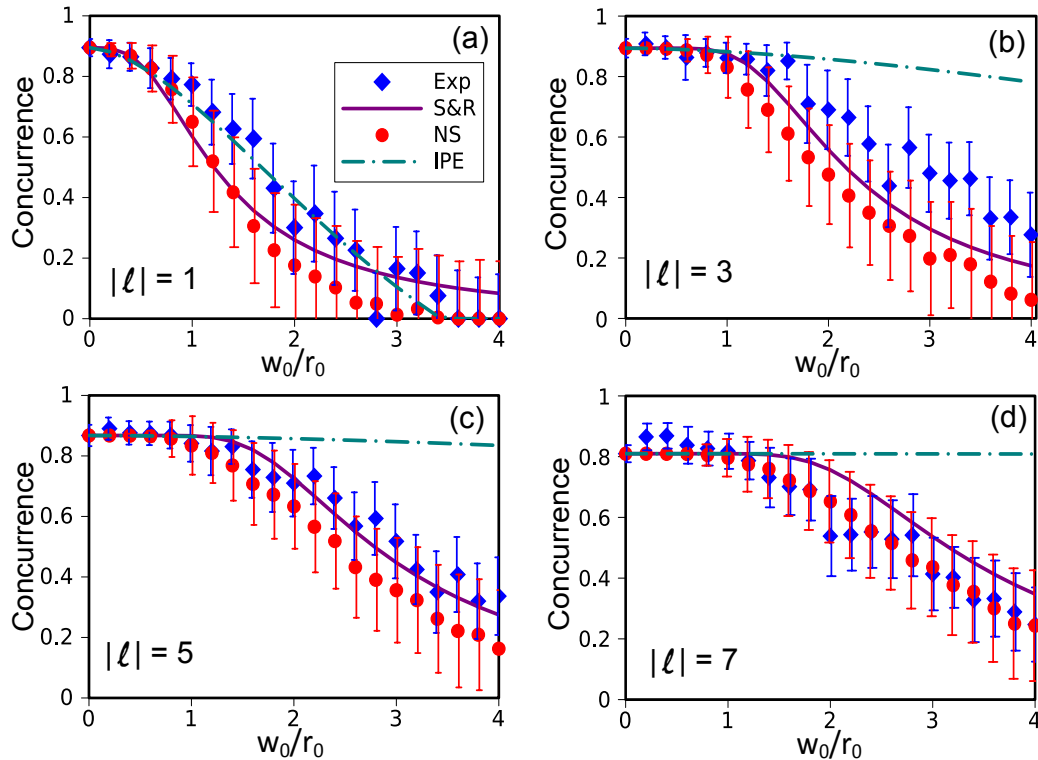 (a)
Exp
S&R
NS
IPE
|ℓ| = 1
Concurrence
1
0.8
0.6
0.4
0.2
0
0 1 2 3 4
w₀/r₀
(b)
|ℓ| = 3
Concurrence
1
0.8
0.6
0.4
0.2
0
0 1 2 3 4
w₀/r₀
(c)
|ℓ| = 5
Concurrence
1
0.8
0.6
0.4
0.2
0
0 1 2 3 4
w₀/r₀
(d)
|ℓ| = 7
Concurrence
1
0.8
0.6
0.4
0.2
0
0 1 2 3 4
w₀/r₀